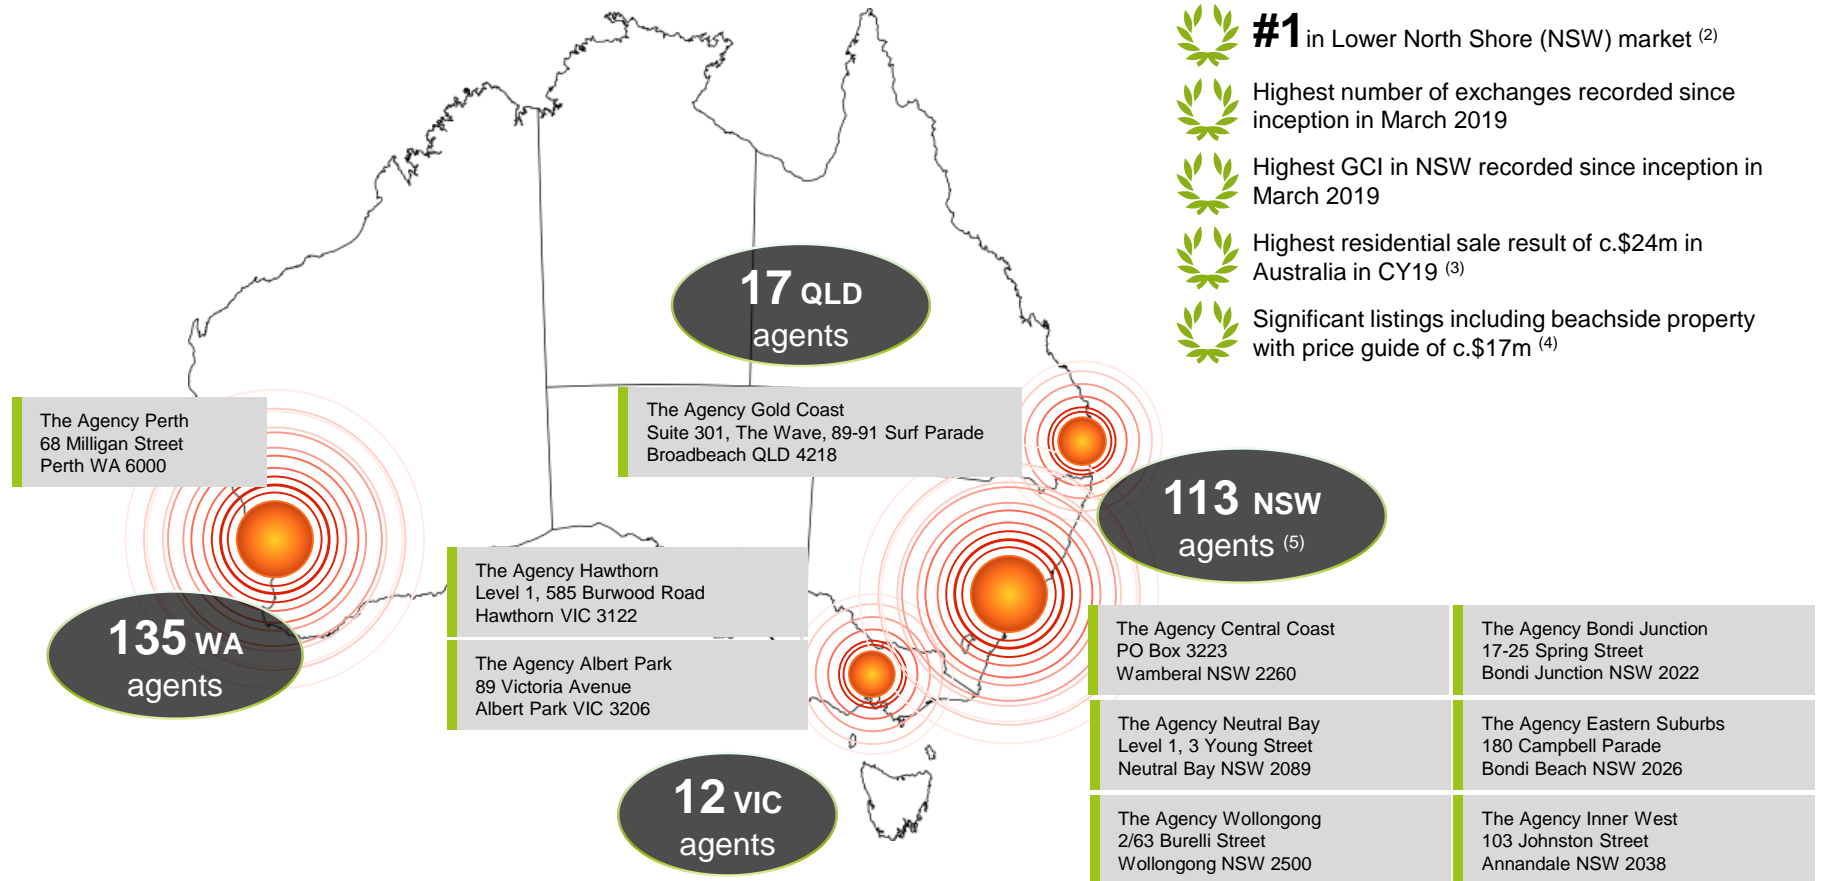 #1 in Lower North Shore (NSW) market (2)
Highest number of exchanges recorded since
inception in March 2019
Highest GCI in NSW recorded since inception in
March 2019
Highest residential sale result of c.$24m in
Australia in CY19 (3)
Significant listings including beachside property
with price guide of c.$17m (4)
17 QLD
agents
The Agency Perth
68 Milligan Street
Perth WA 6000
The Agency Gold Coast
Suite 301, The Wave, 89-91 Surf Parade
Broadbeach QLD 4218
113 NSW
agents (5)
The Agency Hawthorn
Level 1, 585 Burwood Road
Hawthorn VIC 3122
The Agency Albert Park
89 Victoria Avenue
Albert Park VIC 3206
135 WA
agents
12 VIC
agents
The Agency Central Coast
PO Box 3223
Wamberal NSW 2260
The Agency Bondi Junction
17-25 Spring Street
Bondi Junction NSW 2022
The Agency Neutral Bay
Level 1, 3 Young Street
Neutral Bay NSW 2089
The Agency Eastern Suburbs
180 Campbell Parade
Bondi Beach NSW 2026
The Agency Wollongong
2/63 Burelli Street
Wollongong NSW 2500
The Agency Inner West
103 Johnston Street
Annandale NSW 2038